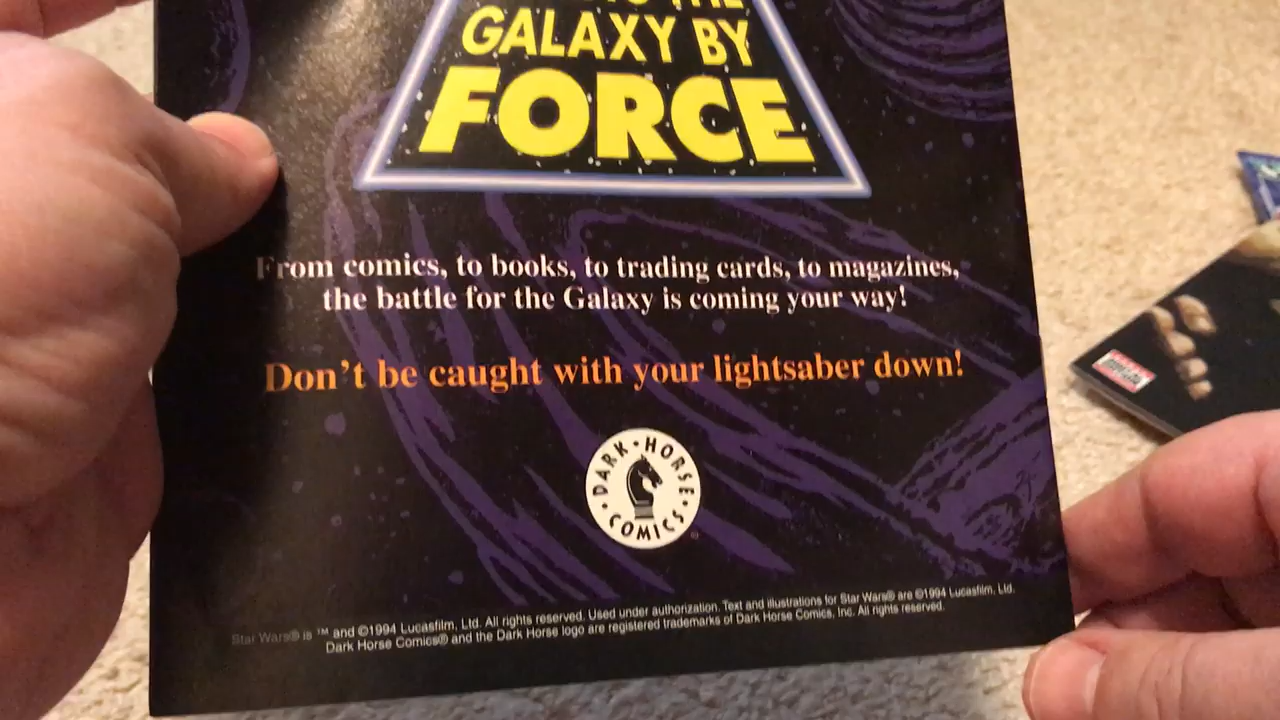 THE
GALAXY BY
FORCE
From comics, to books, to trading cards, to magazines,
the battle for the Galaxy is coming your way!
Don't be caught with your lightsaber down!
DARK · HORSE
· COMICS ·
Star Wars® is ™ and ©1994 Lucasfilm, Ltd. All rights reserved. Used under authorization. Text and illustrations for Star Wars® are ©1994 Lucasfilm, Ltd.
Dark Horse Comics® and the Dark Horse logo are registered trademarks of Dark Horse Comics, Inc. All rights reserved.